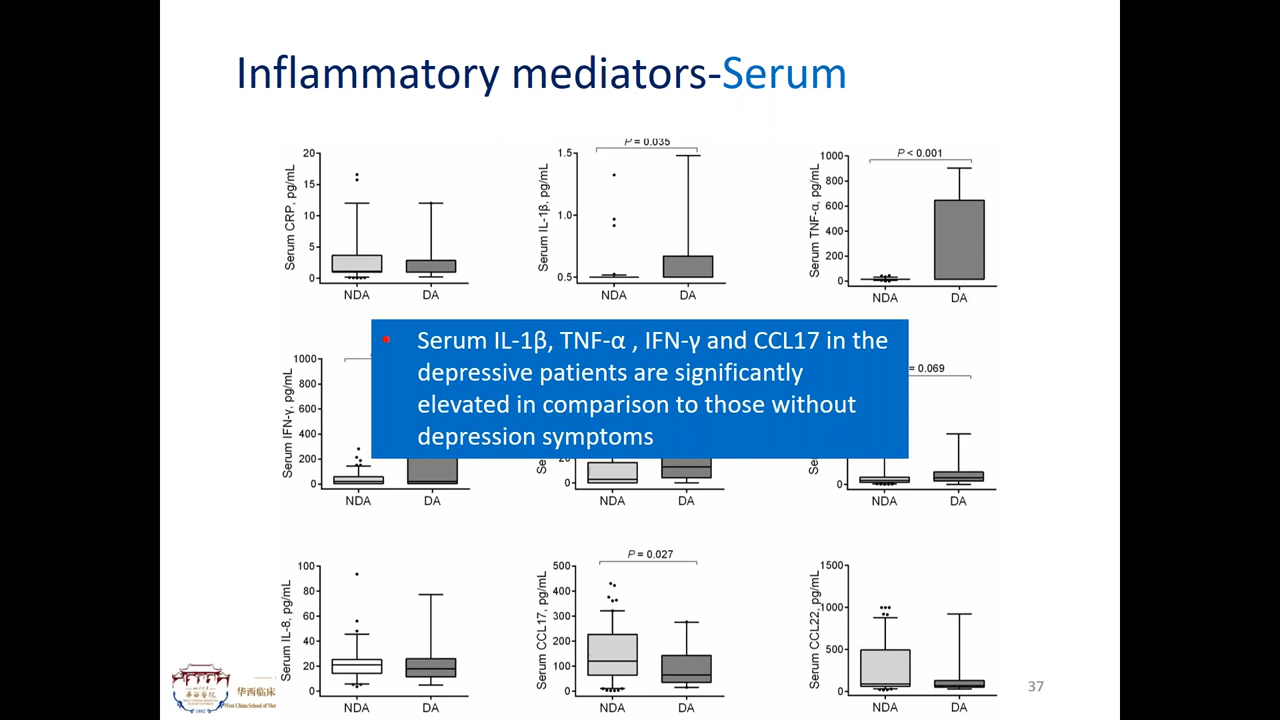 Inflammatory mediators-Serum
P = 0.035
P < 0.001
Serum CRP, pg/mL
20
15
10
5
0
NDA DA
Serum IL-1β, pg/mL
1.5
1.0
0.5
NDA DA
Serum TNF-α, pg/mL
1000
800
600
400
200
0
NDA DA
• Serum IL-1β, TNF-α , IFN-γ and CCL17 in the
depressive patients are significantly
elevated in comparison to those without
depression symptoms
Serum IFN-γ, pg/mL
1000
800
600
400
200
0
NDA DA
0
NDA DA
= 0.069
0
NDA DA
Serum IL-8, pg/mL
100
80
60
40
20
0
NDA DA
P = 0.027
Serum CCL17, pg/mL
500
400
300
200
100
0
NDA DA
Serum CCL22, pg/mL
1500
1000
500
0
NDA DA
华西临床
West China School of
1892
37